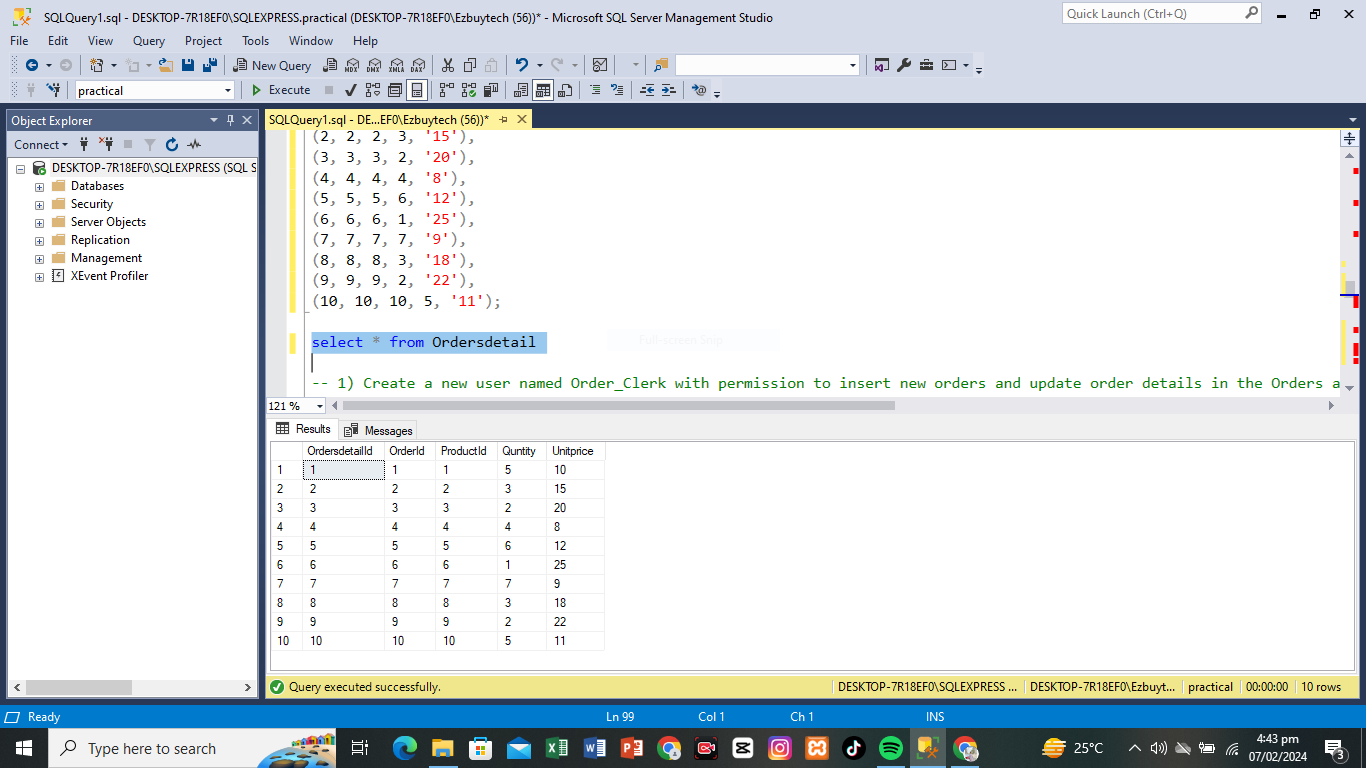 SQLQuery1.sql - DESKTOP-7R18EF0\SQLEXPRESS.practical (DESKTOP-7R18EF0\Ezbuytech (56))* - Microsoft SQL Server Management Studio
Quick Launch (Ctrl+Q)
File Edit View Query Project Tools Window Help
New Query MDX DMX XMLA DAX
practical Execute
Object Explorer
SQLQuery1.sql - DE...EF0\Ezbuytech (56))*
Connect
DESKTOP-7R18EF0\SQLEXPRESS (SQL S
Databases
Security
Server Objects
Replication
Management
XEvent Profiler
(2, 2, 2, 3, '15'),
(3, 3, 3, 2, '20'),
(4, 4, 4, 4, '8'),
(5, 5, 5, 6, '12'),
(6, 6, 6, 1, '25'),
(7, 7, 7, 7, '9'),
(8, 8, 8, 3, '18'),
(9, 9, 9, 2, '22'),
(10, 10, 10, 5, '11');
select * from Ordersdetail
Full-screen Snip
-- 1) Create a new user named Order_Clerk with permission to insert new orders and update order details in the Orders a
121 %
Results Messages
OrdersdetailId OrderId ProductId Quntity Unitprice
1 1 1 1 5 10
2 2 2 2 3 15
3 3 3 3 2 20
4 4 4 4 4 8
5 5 5 5 6 12
6 6 6 6 1 25
7 7 7 7 7 9
8 8 8 8 3 18
9 9 9 9 2 22
10 10 10 10 5 11
Query executed successfully. DESKTOP-7R18EF0\SQLEXPRESS ... DESKTOP-7R18EF0\Ezbuyt... practical 00:00:00 10 rows
Ready Ln 99 Col 1 Ch 1 INS
Type here to search
25°C
4:43 pm
07/02/2024
3